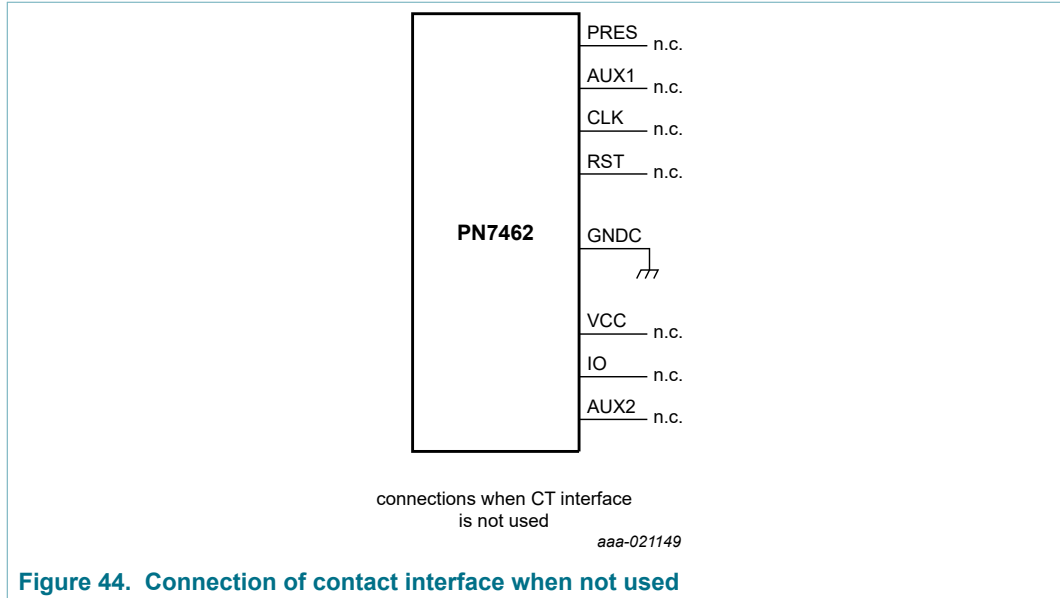 PRES n.c.
AUX1 n.c.
CLK n.c.
RST n.c.
PN7462 GNDC
VCC n.c.
IO n.c.
AUX2 n.c.
connections when CT interface
is not used
aaa-021149
Figure 44. Connection of contact interface when not used